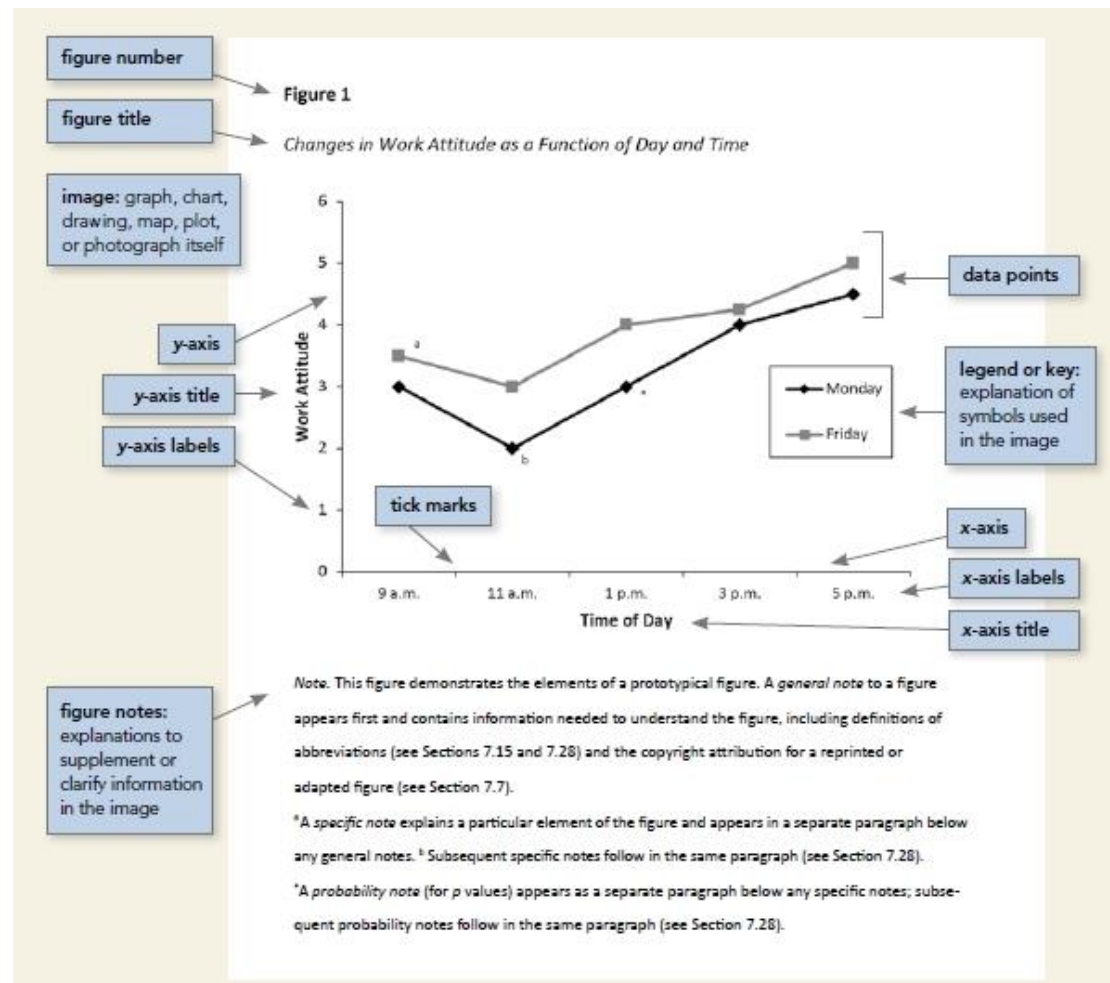 figure number
Figure 1
figure title
Changes in Work Attitude as a Function of Day and Time
image: graph, chart,
drawing, map, plot,
or photograph itself
6
5
4
3
2
1
0
Work Attitude
y-axis
y-axis title
y-axis labels
a
b
*
data points
Monday
Friday
legend or key:
explanation of
symbols used
in the image
tick marks
x-axis
9 a.m. 11 a.m. 1 p.m. 3 p.m. 5 p.m.
x-axis labels
Time of Day
x-axis title
figure notes:
explanations to
supplement or
clarify information
in the image
Note. This figure demonstrates the elements of a prototypical figure. A general note to a figure
appears first and contains information needed to understand the figure, including definitions of
abbreviations (see Sections 7.15 and 7.28) and the copyright attribution for a reprinted or
adapted figure (see Section 7.7).
ᵃA specific note explains a particular element of the figure and appears in a separate paragraph below
any general notes. ᵇ Subsequent specific notes follow in the same paragraph (see Section 7.28).
*A probability note (for p values) appears as a separate paragraph below any specific notes; subse-
quent probability notes follow in the same paragraph (see Section 7.28).